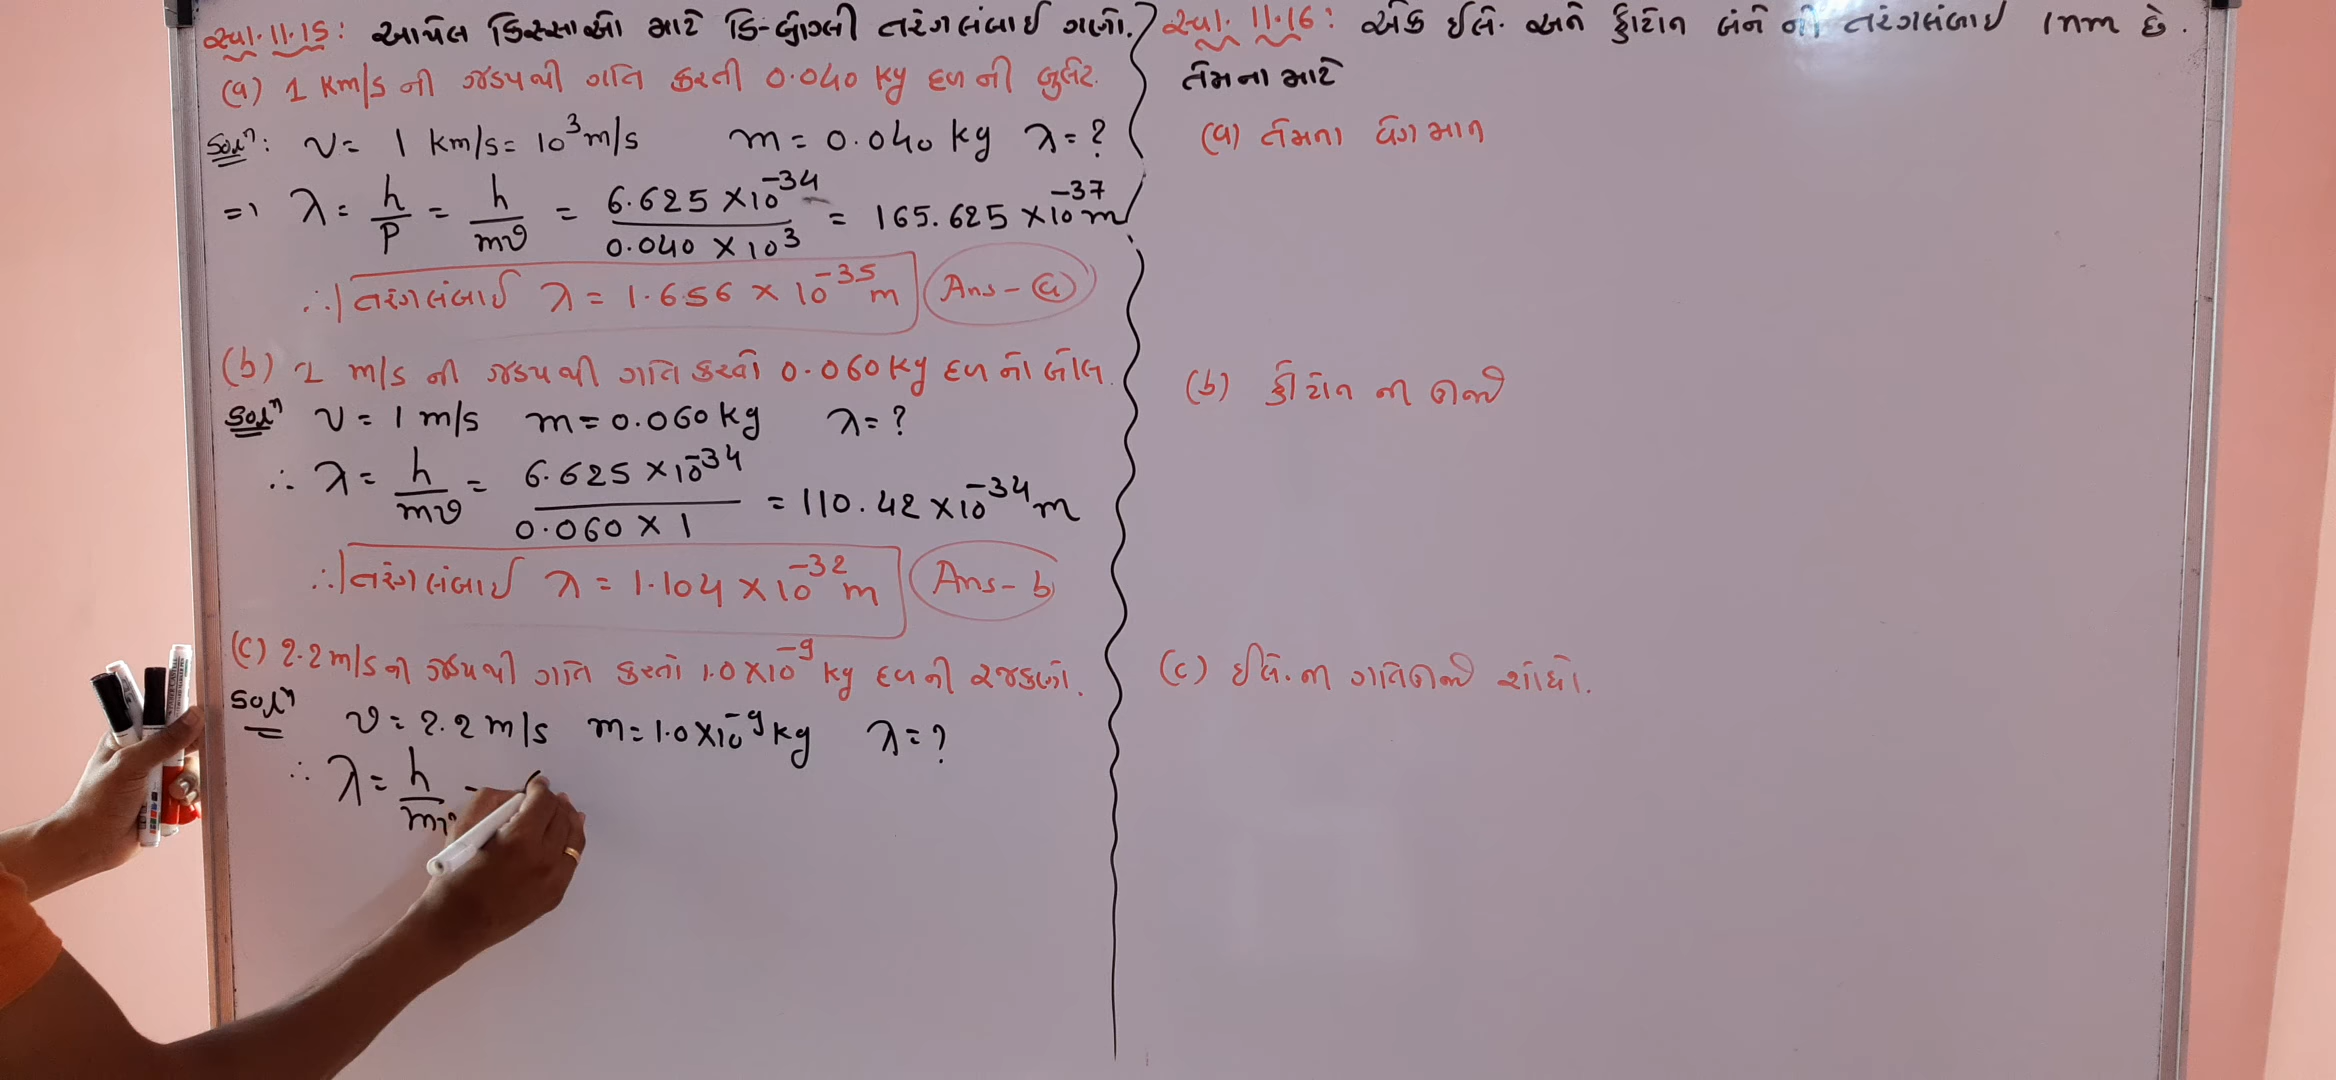 સ્વા. 11.15: આપેલ કિસ્સાઓ માટે ડિ-બ્રોગ્લી તરંગલંબાઈ ગણો.
(a) 1 Km/s ની ઝડપથી ગતિ કરતી 0.040 kg દળ ની બુલેટ.
Solⁿ: v = 1 km/s = 10³ m/s m = 0.040 kg λ = ?
⇒ λ = h/P = h/mv = 6.625 × 10⁻³⁴ / 0.040 × 10³ = 165.625 × 10⁻³⁷ m
∴ તરંગલંબાઈ λ = 1.656 × 10⁻³⁵ m Ans - (a)
(b) 1 m/s ની ઝડપથી ગતિ કરતો 0.060 kg દળ નો બોલ.
Solⁿ v = 1 m/s m = 0.060 kg λ = ?
∴ λ = h/mv = 6.625 × 10⁻³⁴ / 0.060 × 1 = 110.42 × 10⁻³⁴ m
∴ તરંગલંબાઈ λ = 1.104 × 10⁻³² m Ans - b
(c) 2.2 m/s ની ઝડપથી ગતિ કરતો 1.0 × 10⁻⁹ kg દળ ની રજકણો.
Solⁿ v = 2.2 m/s m = 1.0 × 10⁻⁹ kg λ = ?
∴ λ = h/mv =
સ્વા. 11.16: એક ઈલે. અને ફોટોન બંને ની તરંગલંબાઈ 1nm છે.
તેમના માટે
(a) તેમના વેગમાન
(b) ફોટોન ની ઊર્જા
(c) ઈલે. ની ગતિઊર્જા શોધો.